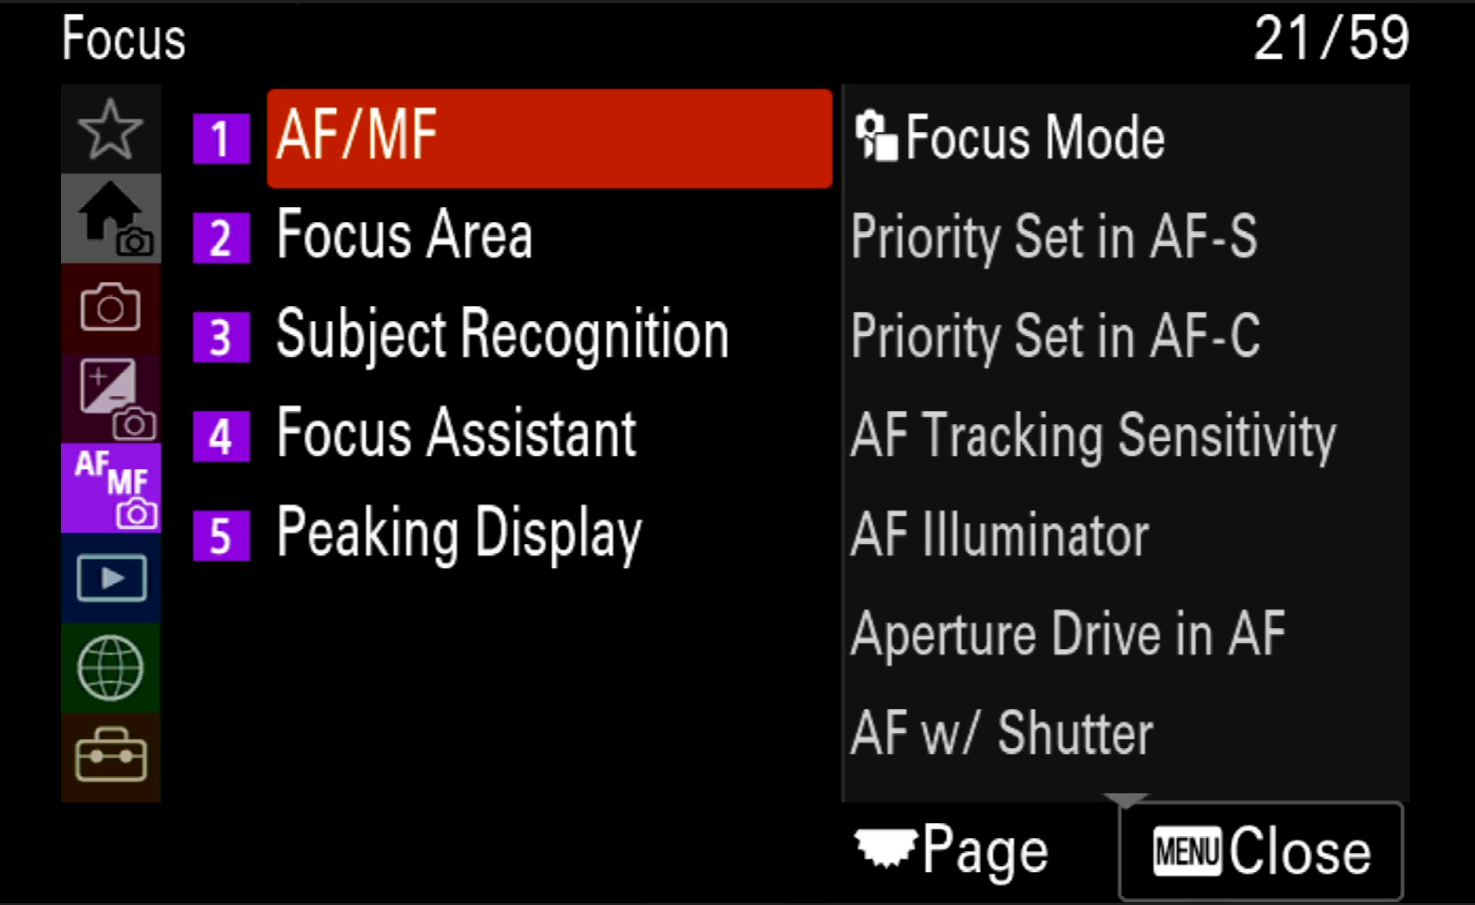 Focus 21/59
1 AF/MF
2 Focus Area
3 Subject Recognition
4 Focus Assistant
5 Peaking Display
AF MF
Focus Mode
Priority Set in AF-S
Priority Set in AF-C
AF Tracking Sensitivity
AF Illuminator
Aperture Drive in AF
AF w/ Shutter
Page
MENU Close